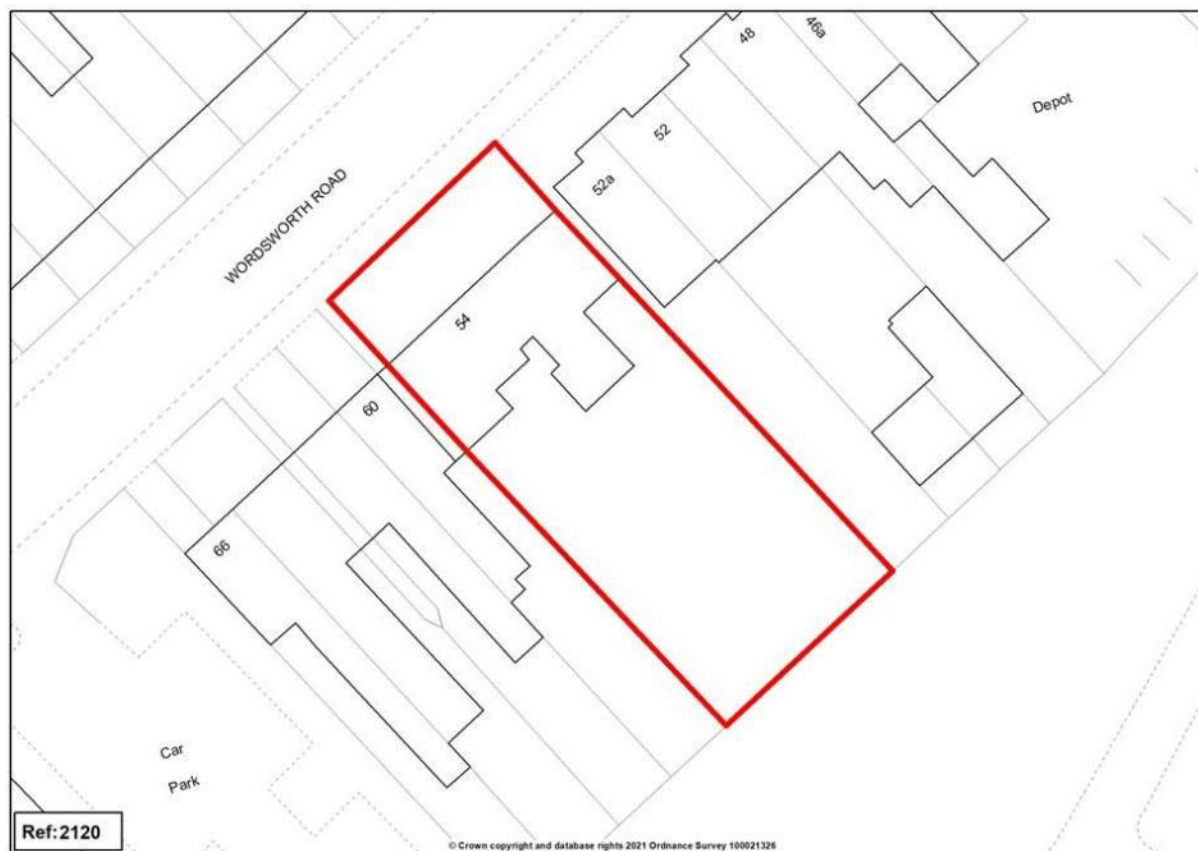 48
46a
Depot
52
52a
WORDSWORTH ROAD
54
60
66
Car
Park
Ref:2120
© Crown copyright and database rights 2021 Ordnance Survey 100021326